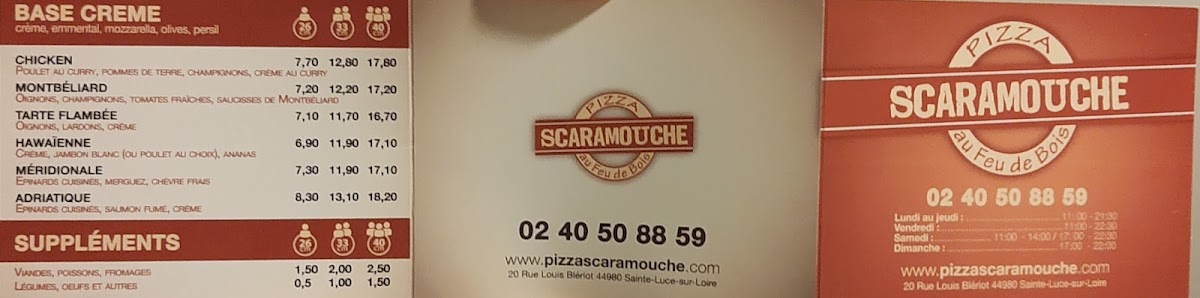 BASE CREME
crème, emmental, mozzarella, olives, persil
26 CM 33 CM 40 CM
CHICKEN 7,70 12,80 17,80
POULET AU CURRY, POMMES DE TERRE, CHAMPIGNONS, CRÈME AU CURRY
MONTBÉLIARD 7,20 12,20 17,20
OIGNONS, CHAMPIGNONS, TOMATES FRAÎCHES, SAUCISSES DE MONTBÉLIARD
TARTE FLAMBÉE 7,10 11,70 16,70
OIGNONS, LARDONS, CRÈME
HAWAÏENNE 6,90 11,90 17,10
CRÈME, JAMBON BLANC (OU POULET AU CHOIX), ANANAS
MÉRIDIONALE 7,30 11,90 17,10
EPINARDS CUISINÉS, MERGUEZ, CHÈVRE FRAIS
ADRIATIQUE 8,30 13,10 18,20
EPINARDS CUISINÉS, SAUMON FUMÉ, CRÈME
SUPPLÉMENTS 26 CM 33 CM 40 CM
VIANDES, POISSONS, FROMAGES 1,50 2,00 2,50
LÉGUMES, OEUFS ET AUTRES 0,5 1,00 1,50
PIZZA
SCARAMOUCHE
au Feu de Bois
02 40 50 88 59
www.pizzascaramouche.com
20 Rue Louis Blériot 44980 Sainte-Luce-sur-Loire
PIZZA
SCARAMOUCHE
au Feu de Bois
02 40 50 88 59
Lundi au jeudi : 11:00 - 21:30
Vendredi : 11:00 - 22:30
Samedi : 11:00 - 14:00 / 17:00 - 22:30
Dimanche : 17:00 - 22:00
www.pizzascaramouche.com
20 Rue Louis Blériot 44980 Sainte-Luce-sur-Loire